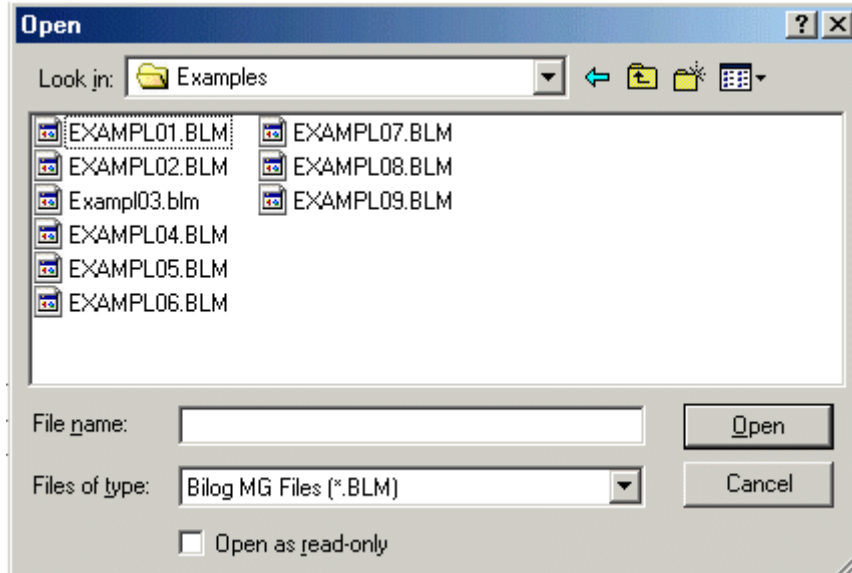 Open
Look in: Examples
EXAMPL01.BLM EXAMPL07.BLM
EXAMPL02.BLM EXAMPL08.BLM
Exampl03.blm EXAMPL09.BLM
EXAMPL04.BLM
EXAMPL05.BLM
EXAMPL06.BLM
File name: Open
Files of type: Bilog MG Files (*.BLM) Cancel
Open as read-only